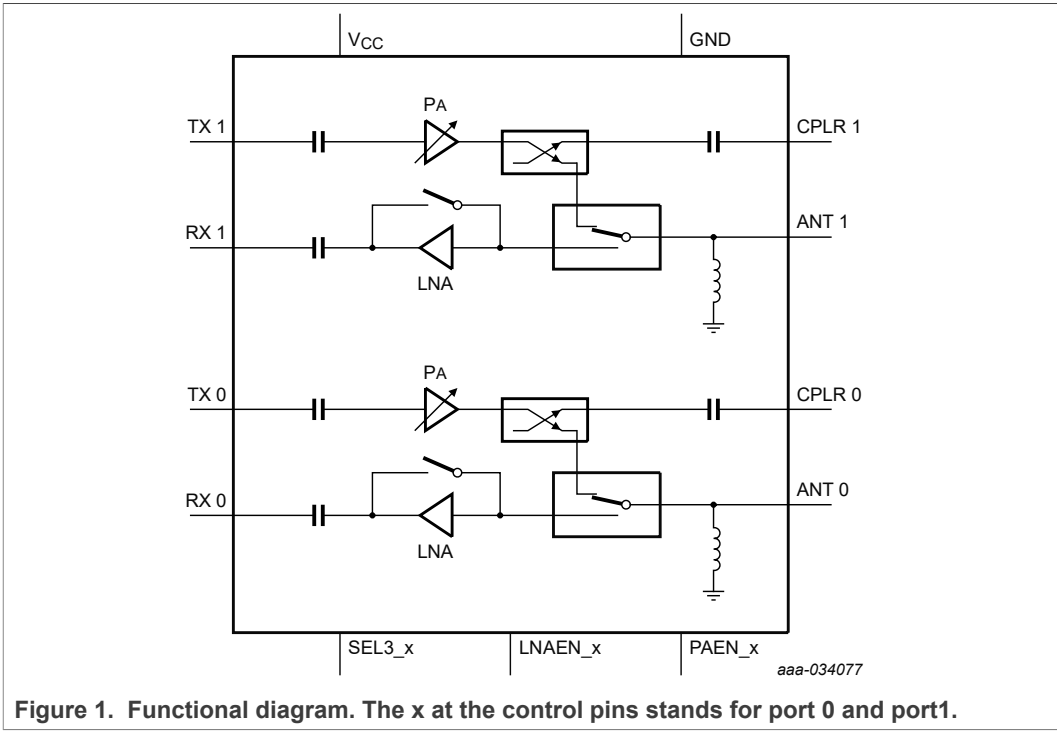 VCC
GND
PA
TX 1
CPLR 1
RX 1
ANT 1
LNA
PA
TX 0
CPLR 0
RX 0
ANT 0
LNA
SEL3_x
LNAEN_x
PAEN_x
aaa-034077
Figure 1. Functional diagram. The x at the control pins stands for port 0 and port1.